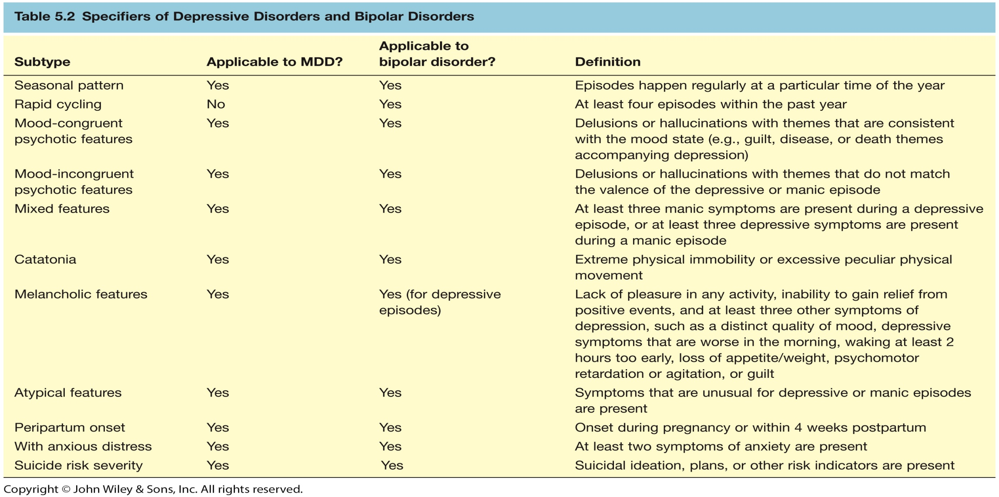 Table 5.2 Specifiers of Depressive Disorders and Bipolar Disorders
Subtype Applicable to MDD? Applicable to bipolar disorder? Definition
Seasonal pattern Yes Yes Episodes happen regularly at a particular time of the year
Rapid cycling No Yes At least four episodes within the past year
Mood-congruent Yes Yes Delusions or hallucinations with themes that are consistent
psychotic features with the mood state (e.g., guilt, disease, or death themes
accompanying depression)
Mood-incongruent Yes Yes Delusions or hallucinations with themes that do not match
psychotic features the valence of the depressive or manic episode
Mixed features Yes Yes At least three manic symptoms are present during a depressive
episode, or at least three depressive symptoms are present
during a manic episode
Catatonia Yes Yes Extreme physical immobility or excessive peculiar physical
movement
Melancholic features Yes Yes (for depressive Lack of pleasure in any activity, inability to gain relief from
episodes) positive events, and at least three other symptoms of
depression, such as a distinct quality of mood, depressive
symptoms that are worse in the morning, waking at least 2
hours too early, loss of appetite/weight, psychomotor
retardation or agitation, or guilt
Atypical features Yes Yes Symptoms that are unusual for depressive or manic episodes
are present
Peripartum onset Yes Yes Onset during pregnancy or within 4 weeks postpartum
With anxious distress Yes Yes At least two symptoms of anxiety are present
Suicide risk severity Yes Yes Suicidal ideation, plans, or other risk indicators are present
Copyright © John Wiley & Sons, Inc. All rights reserved.